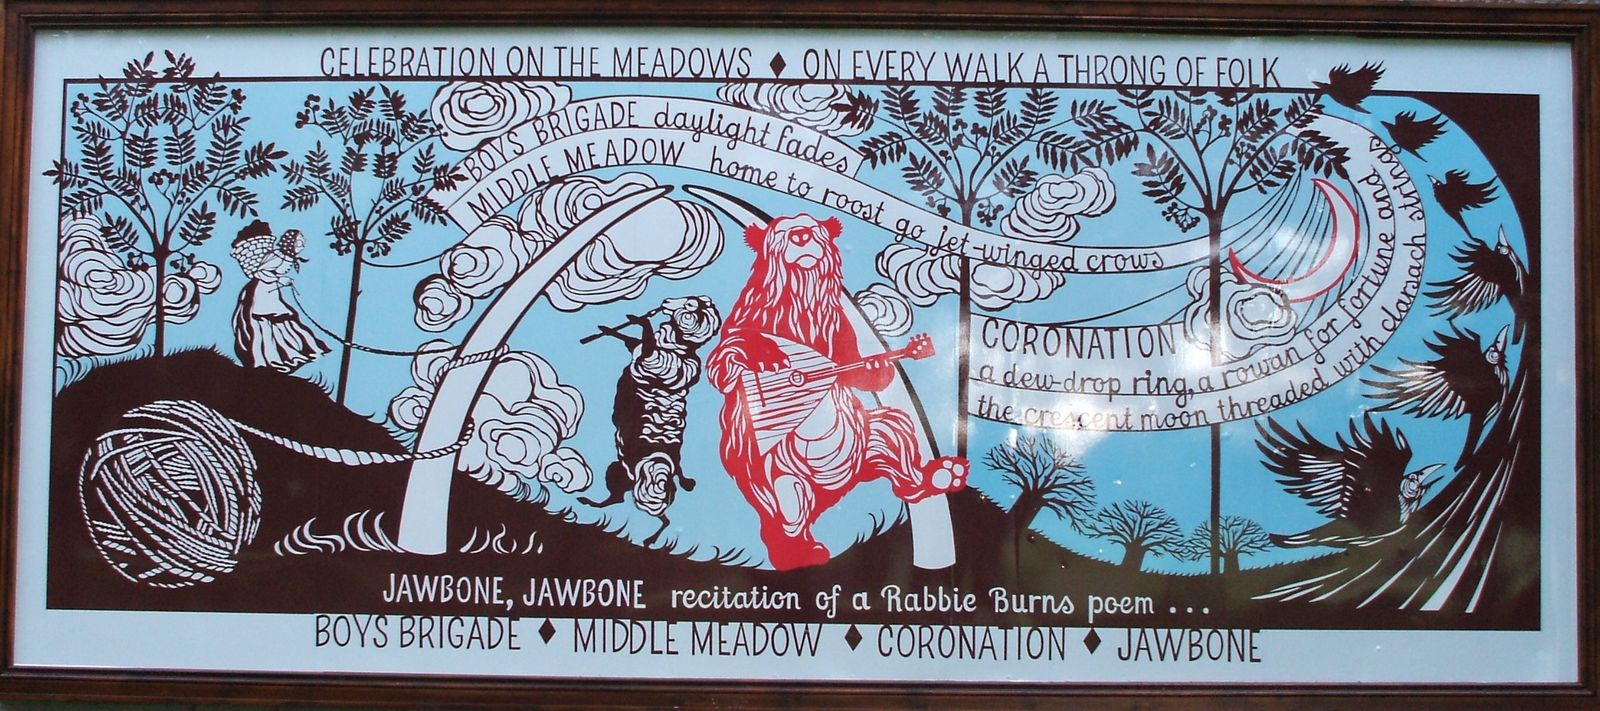 CELEBRATION ON THE MEADOWS ♦ ON EVERY WALK A THRONG OF FOLK
BOYS BRIGADE daylight fades
MIDDLE MEADOW home to roost go jet-winged crows
CORONATION
a dew-drop ring, a rowan for fortune and
the crescent moon threaded with clarsach strings
JAWBONE, JAWBONE recitation of a Rabbie Burns poem ...
BOYS BRIGADE ♦ MIDDLE MEADOW ♦ CORONATION ♦ JAWBONE